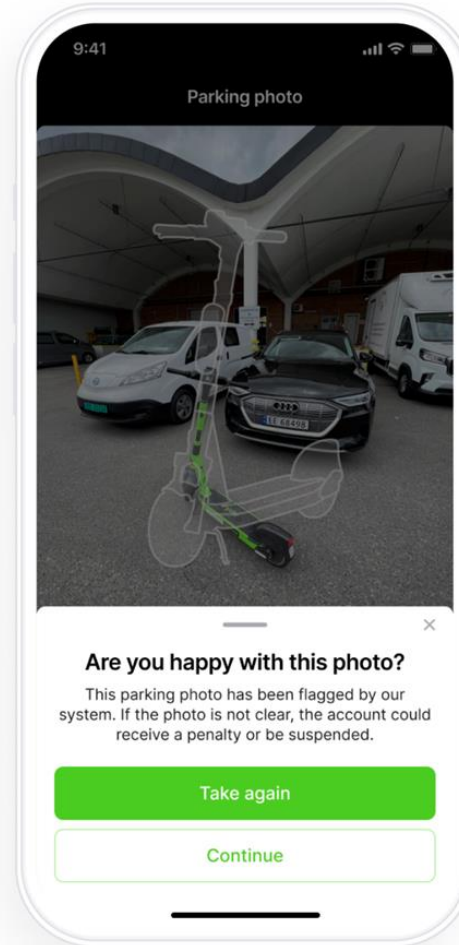 9:41
Parking photo
Are you happy with this photo?
This parking photo has been flagged by our
system. If the photo is not clear, the account could
receive a penalty or be suspended.
Take again
Continue